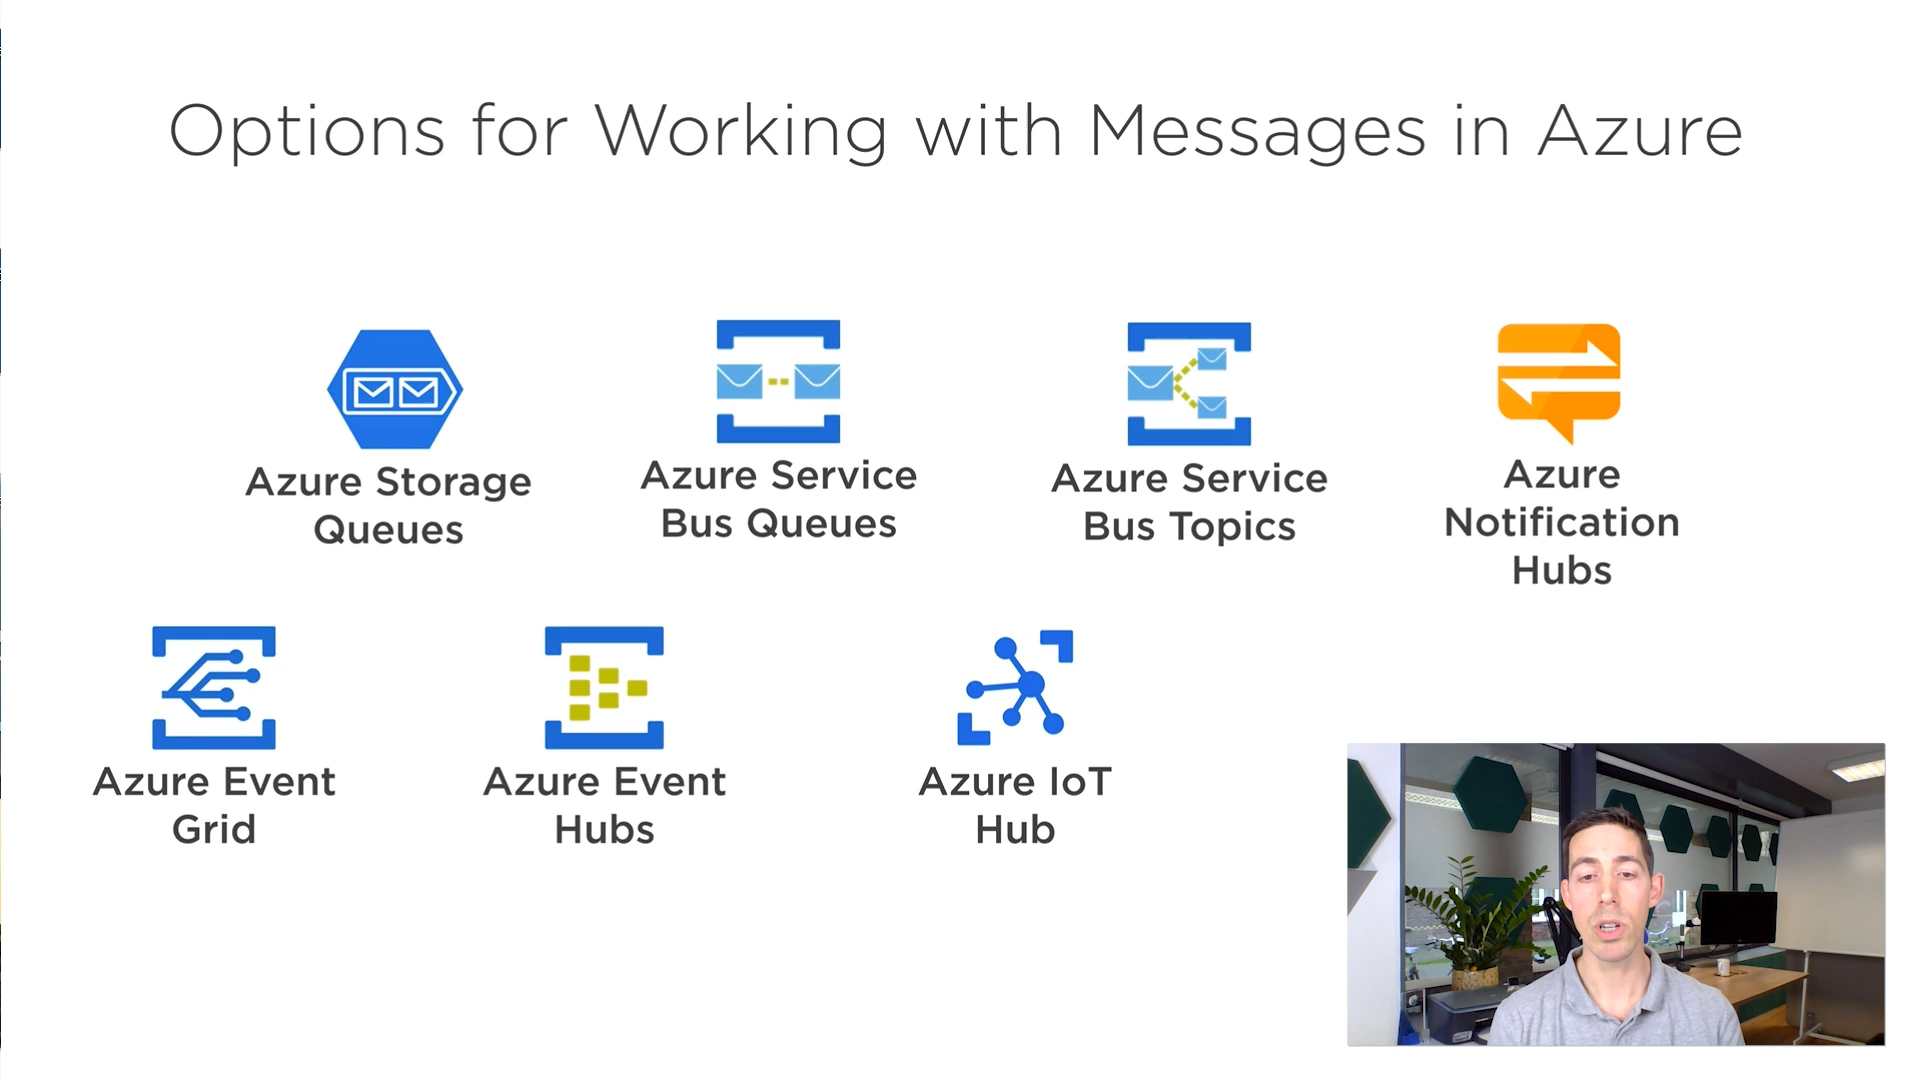 Options for Working with Messages in Azure
Azure Storage
Queues
Azure Service
Bus Queues
Azure Service
Bus Topics
Azure
Notification
Hubs
Azure Event
Grid
Azure Event
Hubs
Azure IoT
Hub